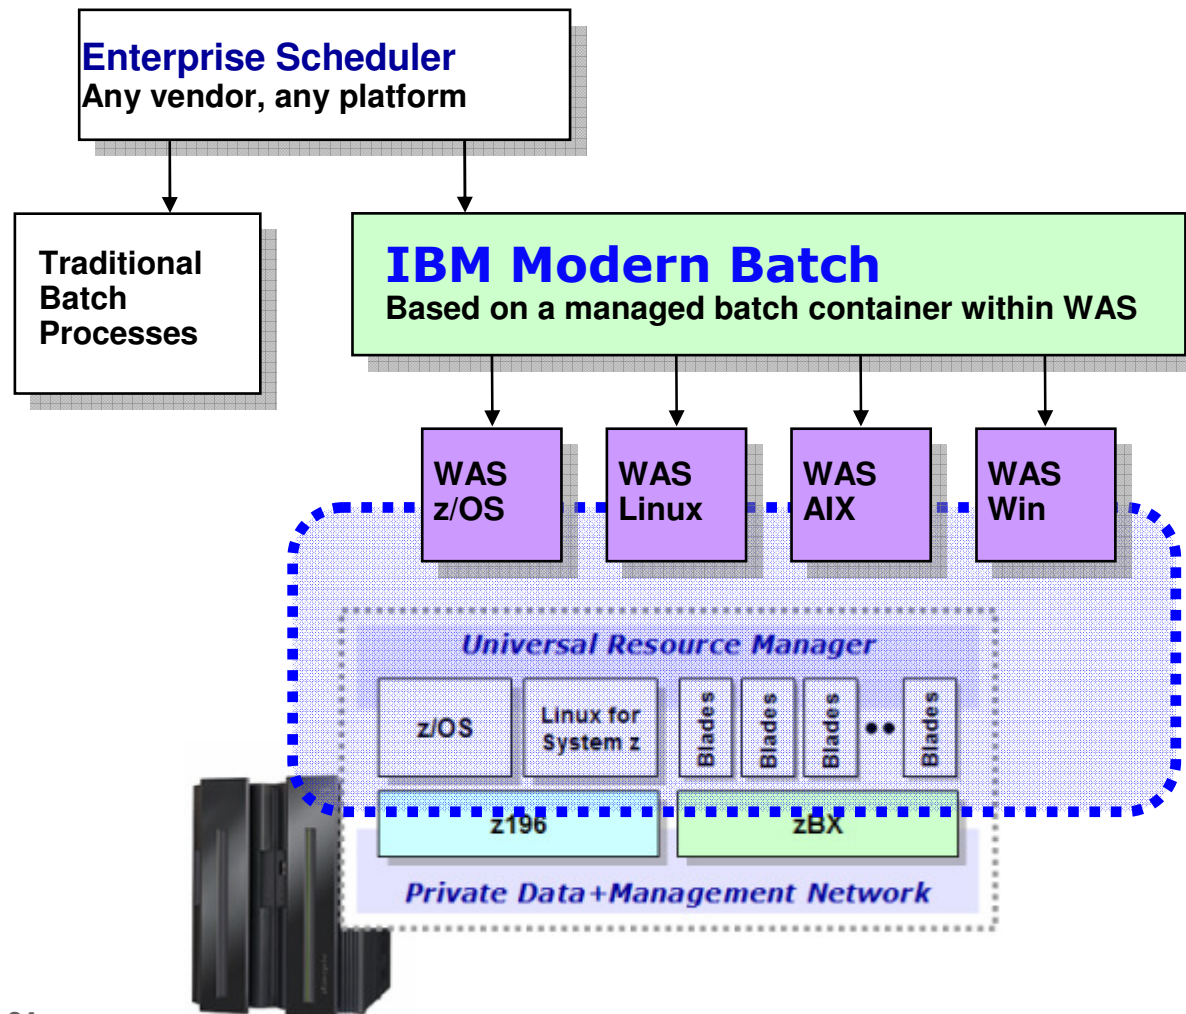 Enterprise Scheduler
Any vendor, any platform
Traditional
Batch
Processes
IBM Modern Batch
Based on a managed batch container within WAS
WAS
z/OS
WAS
Linux
WAS
AIX
WAS
Win
Universal Resource Manager
z/OS
Linux for
System z
Blades
Blades
Blades
••
Blades
z196
zBX
Private Data+Management Network